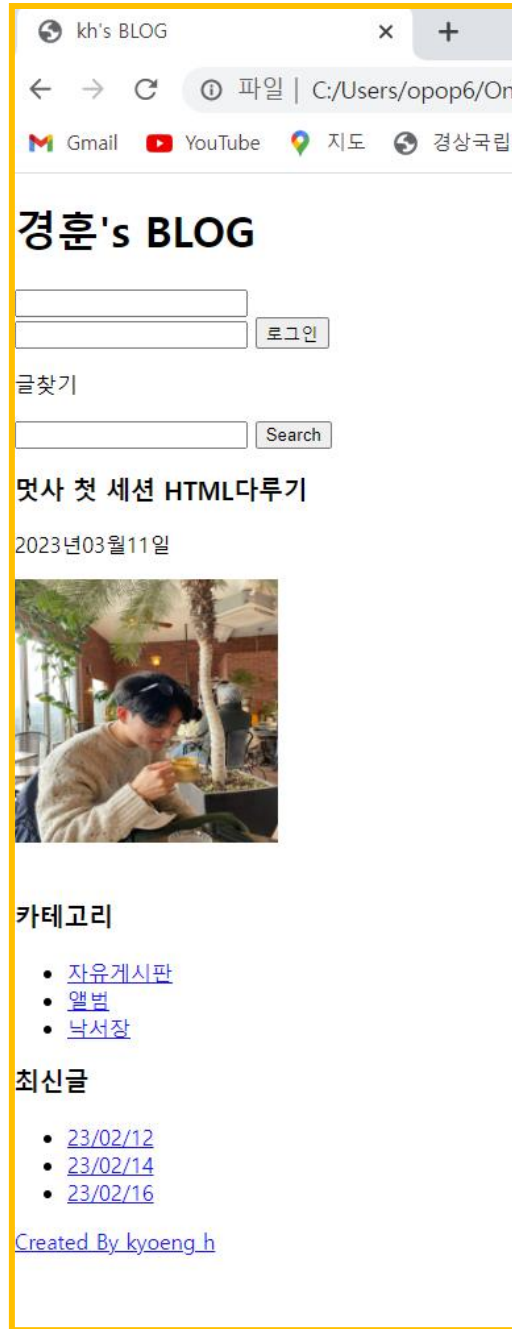 kh's BLOG
파일 | C:/Users/opop6/On
Gmail YouTube 지도 경상국립
경훈's BLOG
로그인
글찾기
Search
멋사 첫 세션 HTML다루기
2023년03월11일
카테고리
자유게시판
앨범
낙서장
최신글
23/02/12
23/02/14
23/02/16
Created By kyoeng h